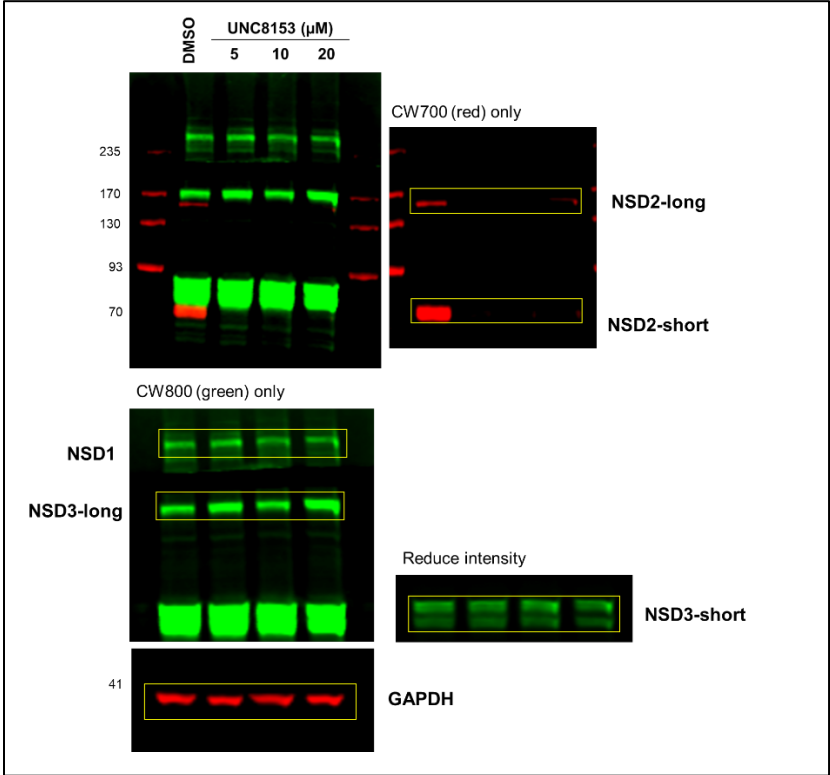 DMSO
UNC8153 (µM)
5 10 20
CW700 (red) only
235
170
NSD2-long
130
93
70
NSD2-short
CW800 (green) only
NSD1
NSD3-long
Reduce intensity
NSD3-short
41
GAPDH